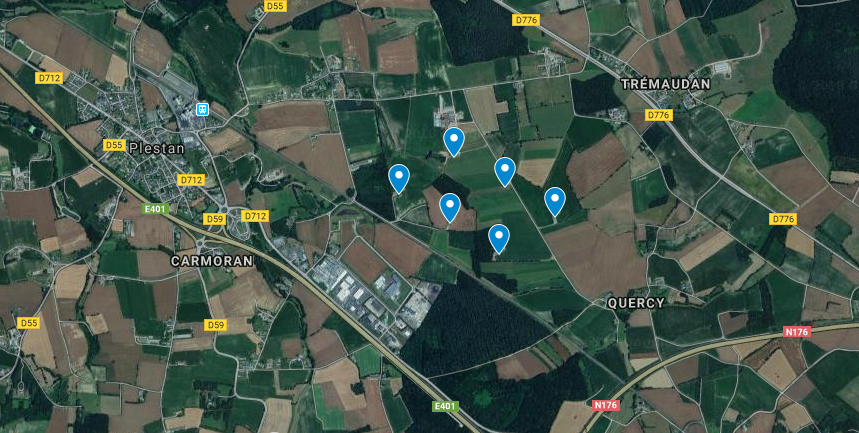 D55
D776
D712
TRÉMAUDAN
D776
D55
Plestan
D712
E401
D59
D712
D776
CARMORAN
QUERCY
D55
D59
N176
N176
E401